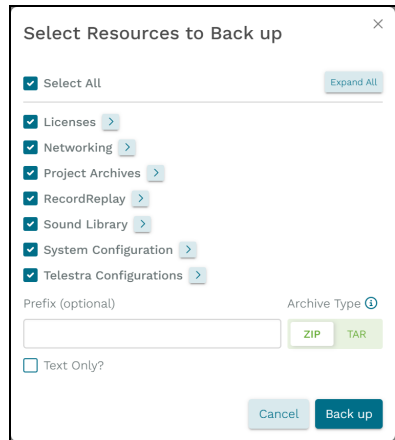 Select Resources to Back up
Select All
Expand All
Licenses
Networking
Project Archives
RecordReplay
Sound Library
System Configuration
Telestra Configurations
Prefix (optional)
Archive Type
ZIP TAR
Text Only?
Cancel Back up